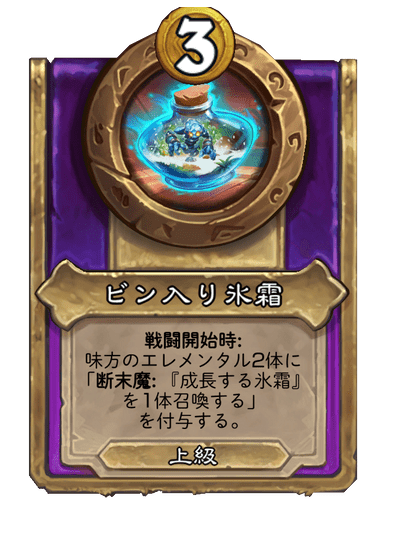 3
ビン入り氷霜
戦闘開始時:
味方のエレメンタル2体に
「断末魔:『成長する氷霜』
を1体召喚する」
を付与する。
上級